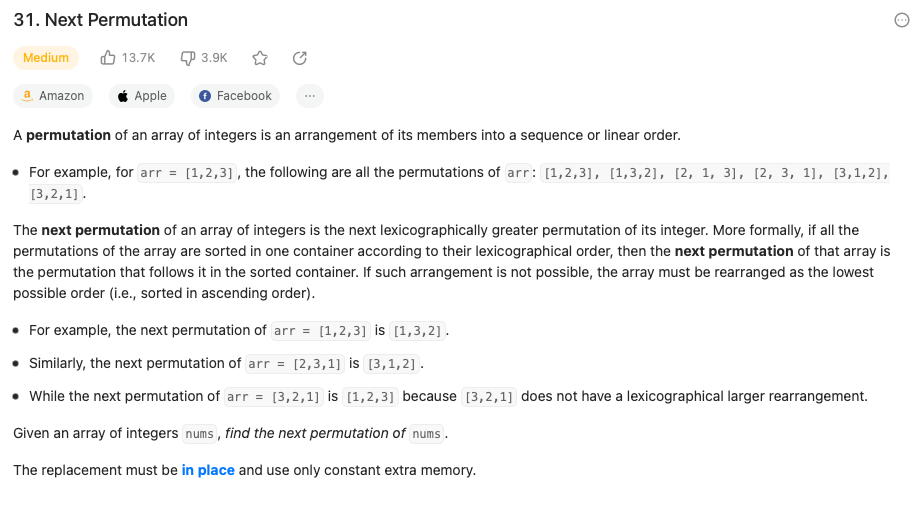 31. Next Permutation
Medium 13.7K 3.9K
Amazon Apple Facebook ...
A permutation of an array of integers is an arrangement of its members into a sequence or linear order.
• For example, for arr = [1,2,3], the following are all the permutations of arr: [1,2,3], [1,3,2], [2, 1, 3], [2, 3, 1], [3,1,2],
[3,2,1].
The next permutation of an array of integers is the next lexicographically greater permutation of its integer. More formally, if all the
permutations of the array are sorted in one container according to their lexicographical order, then the next permutation of that array is
the permutation that follows it in the sorted container. If such arrangement is not possible, the array must be rearranged as the lowest
possible order (i.e., sorted in ascending order).
• For example, the next permutation of arr = [1,2,3] is [1,3,2].
• Similarly, the next permutation of arr = [2,3,1] is [3,1,2].
• While the next permutation of arr = [3,2,1] is [1,2,3] because [3,2,1] does not have a lexicographical larger rearrangement.
Given an array of integers nums, find the next permutation of nums.
The replacement must be in place and use only constant extra memory.